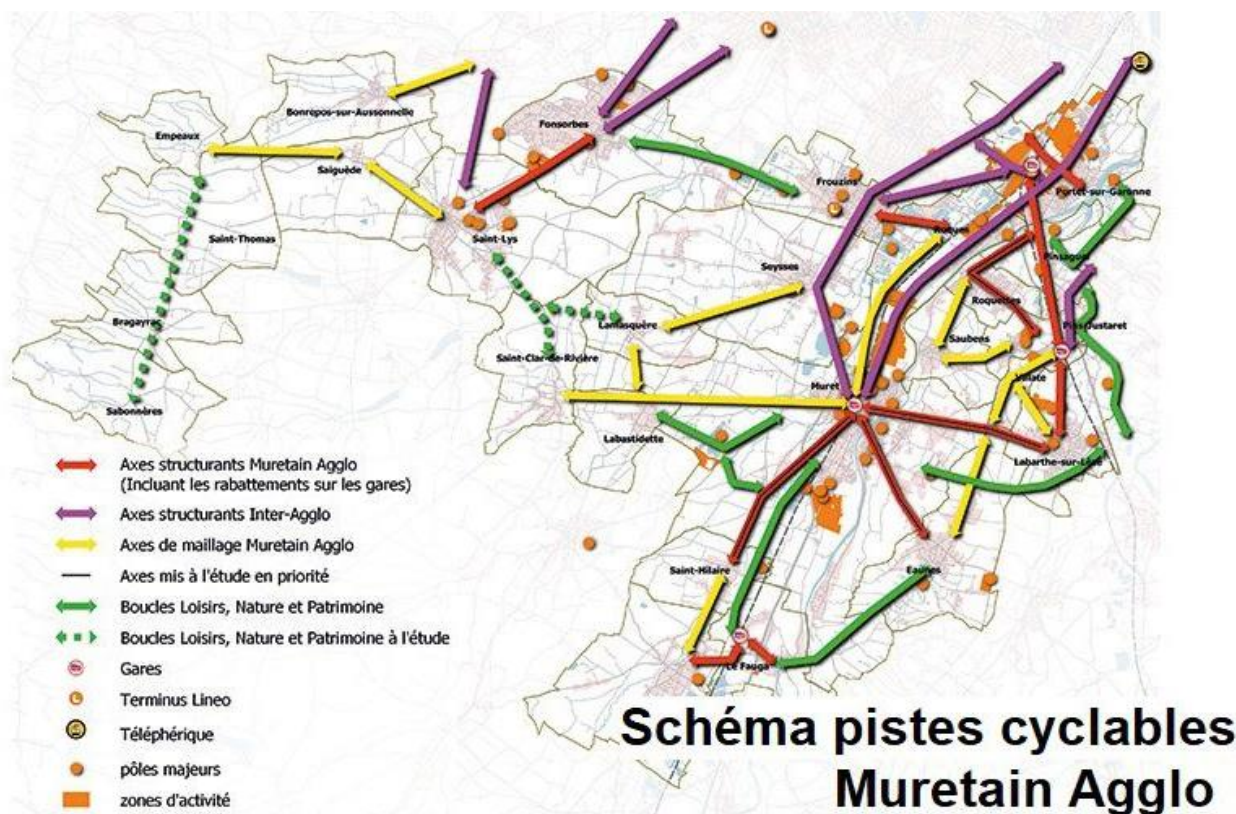 Bonrepos-sur-Aussonnelle
Empeaux
Fonsorbes
Saiguède
Frouzins
Portet-sur-Garonne
Saint-Thomas
Saint-Lys
Roques
Pinsaguel
Seysses
Roquettes
Bragayrac
Lamasquère
Pins-Justaret
Saubens
Saint-Clar-de-Rivière
Muret
Villate
Sabonnères
Labastidette
Labarthe-sur-Lèze
Saint-Hilaire
Eaunes
Le Fauga
Axes structurants Muretain Agglo
(Incluant les rabattements sur les gares)
Axes structurants Inter-Agglo
Axes de maillage Muretain Agglo
Axes mis à l'étude en priorité
Boucles Loisirs, Nature et Patrimoine
Boucles Loisirs, Nature et Patrimoine à l'étude
Gares
Terminus Lineo
Téléphérique
pôles majeurs
zones d'activité
Schéma pistes cyclables
Muretain Agglo